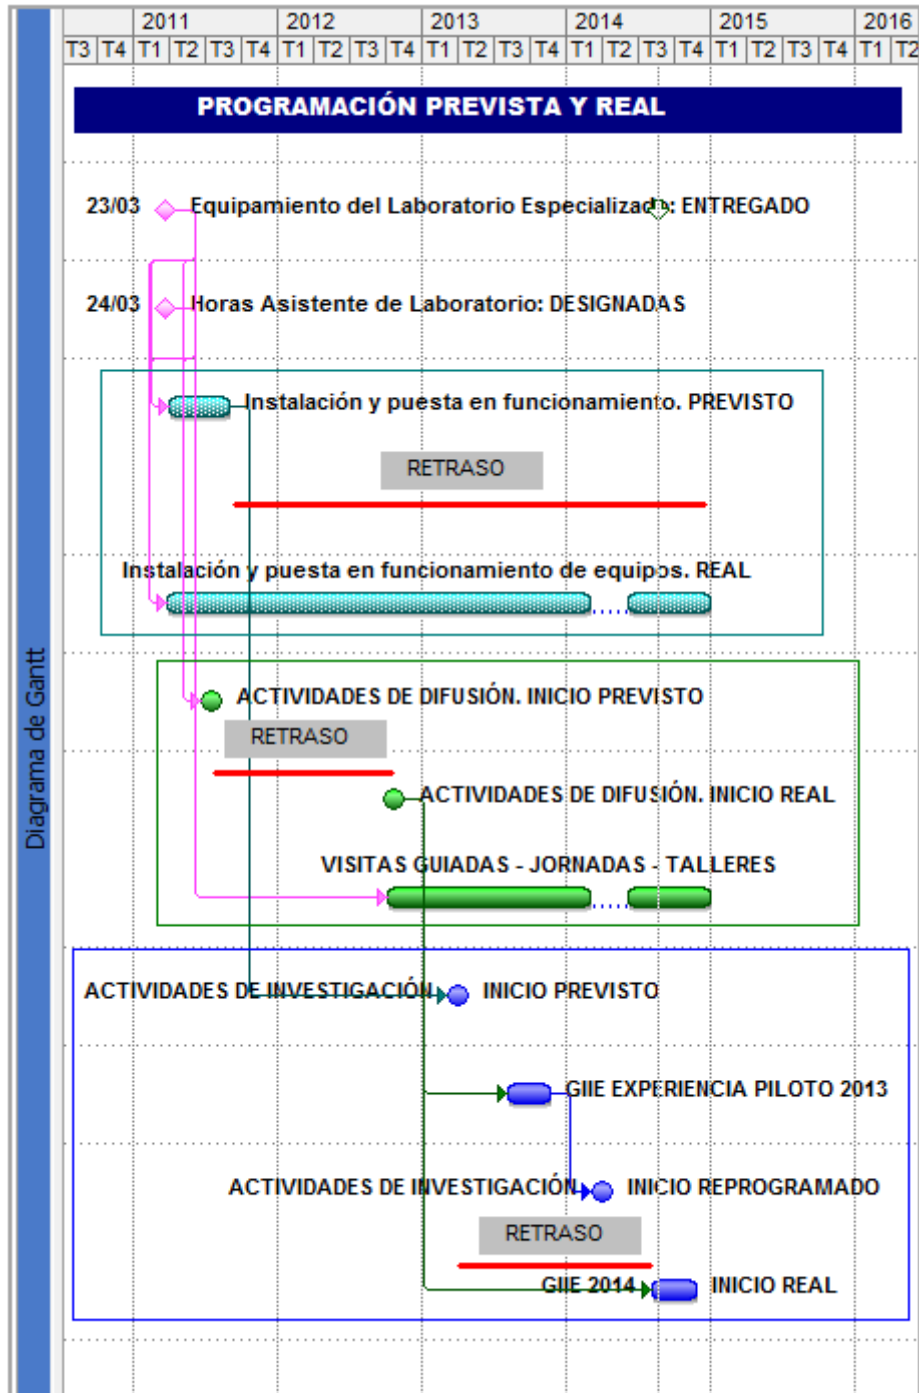 2011 2012 2013 2014 2015 2016
T3 T4 T1 T2 T3 T4 T1 T2 T3 T4 T1 T2 T3 T4 T1 T2 T3 T4 T1 T2 T3 T4 T1 T2
PROGRAMACIÓN PREVISTA Y REAL
23/03 Equipamiento del Laboratorio Especializado: ENTREGADO
24/03 Horas Asistente de Laboratorio: DESIGNADAS
Instalación y puesta en funcionamiento. PREVISTO
RETRASO
Instalación y puesta en funcionamiento de equipos. REAL
Diagrama de Gantt
ACTIVIDADES DE DIFUSIÓN. INICIO PREVISTO
RETRASO
ACTIVIDADES DE DIFUSIÓN. INICIO REAL
VISITAS GUIADAS - JORNADAS - TALLERES
ACTIVIDADES DE INVESTIGACIÓN INICIO PREVISTO
GIIE EXPERIENCIA PILOTO 2013
ACTIVIDADES DE INVESTIGACIÓN INICIO REPROGRAMADO
RETRASO
GIIE 2014 INICIO REAL